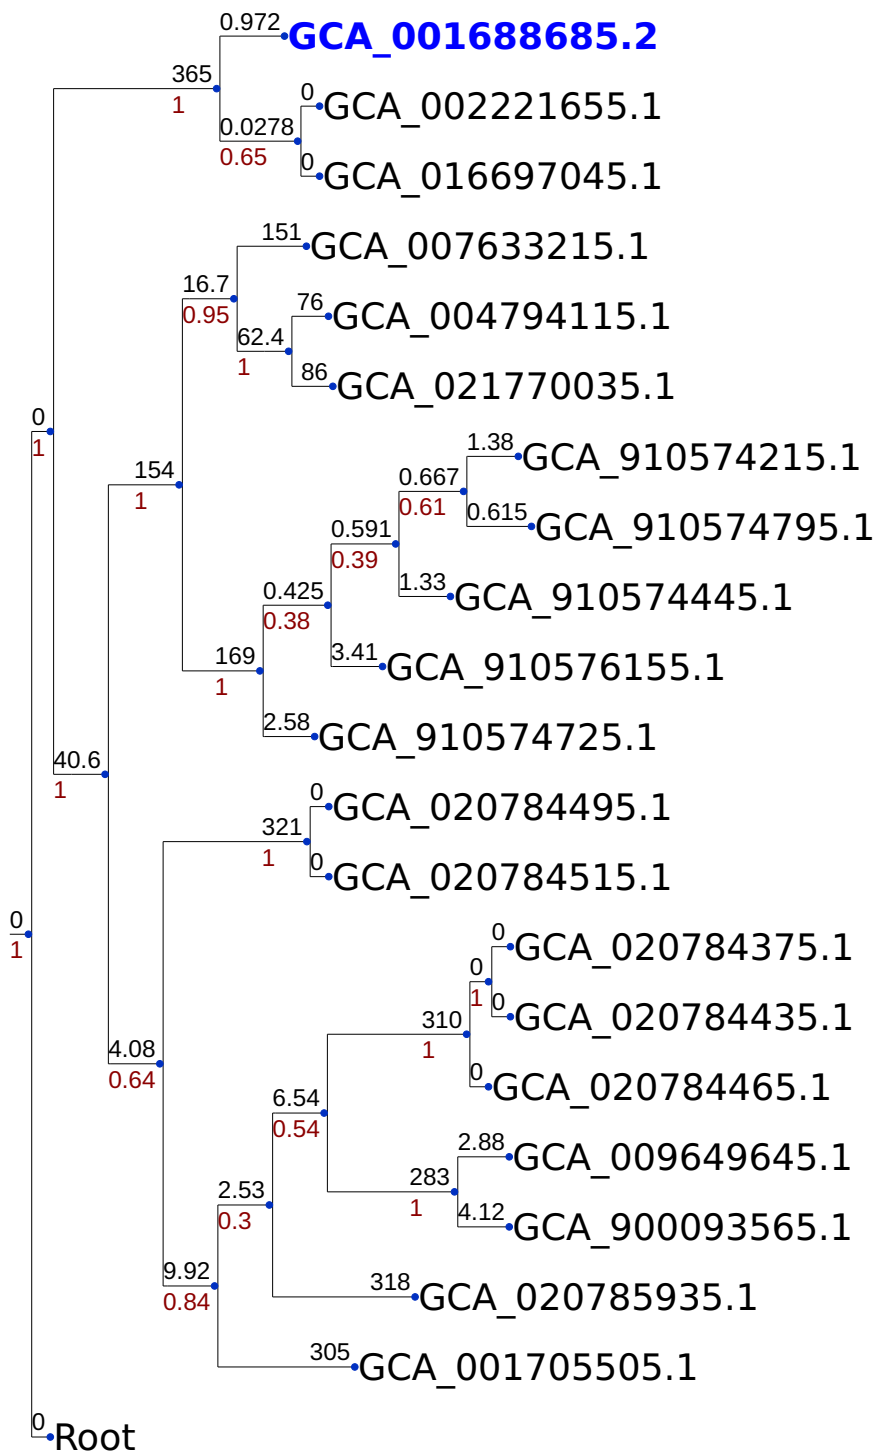 0.972
GCA_001688685.2
365
1
0
GCA_002221655.1
0.0278
0.65
0
GCA_016697045.1
151
GCA_007633215.1
16.7
0.95
76
GCA_004794115.1
62.4
1
86
GCA_021770035.1
0
1
154
1
1.38
GCA_910574215.1
0.667
0.61
0.615
GCA_910574795.1
0.591
0.39
1.33
GCA_910574445.1
0.425
0.38
3.41
GCA_910576155.1
169
1
2.58
GCA_910574725.1
40.6
1
0
GCA_020784495.1
321
1
0
GCA_020784515.1
0
1
0
GCA_020784375.1
0
1
0
GCA_020784435.1
310
1
0
GCA_020784465.1
4.08
0.64
6.54
0.54
2.88
GCA_009649645.1
283
1
4.12
GCA_900093565.1
2.53
0.3
9.92
0.84
318
GCA_020785935.1
305
GCA_001705505.1
0
Root